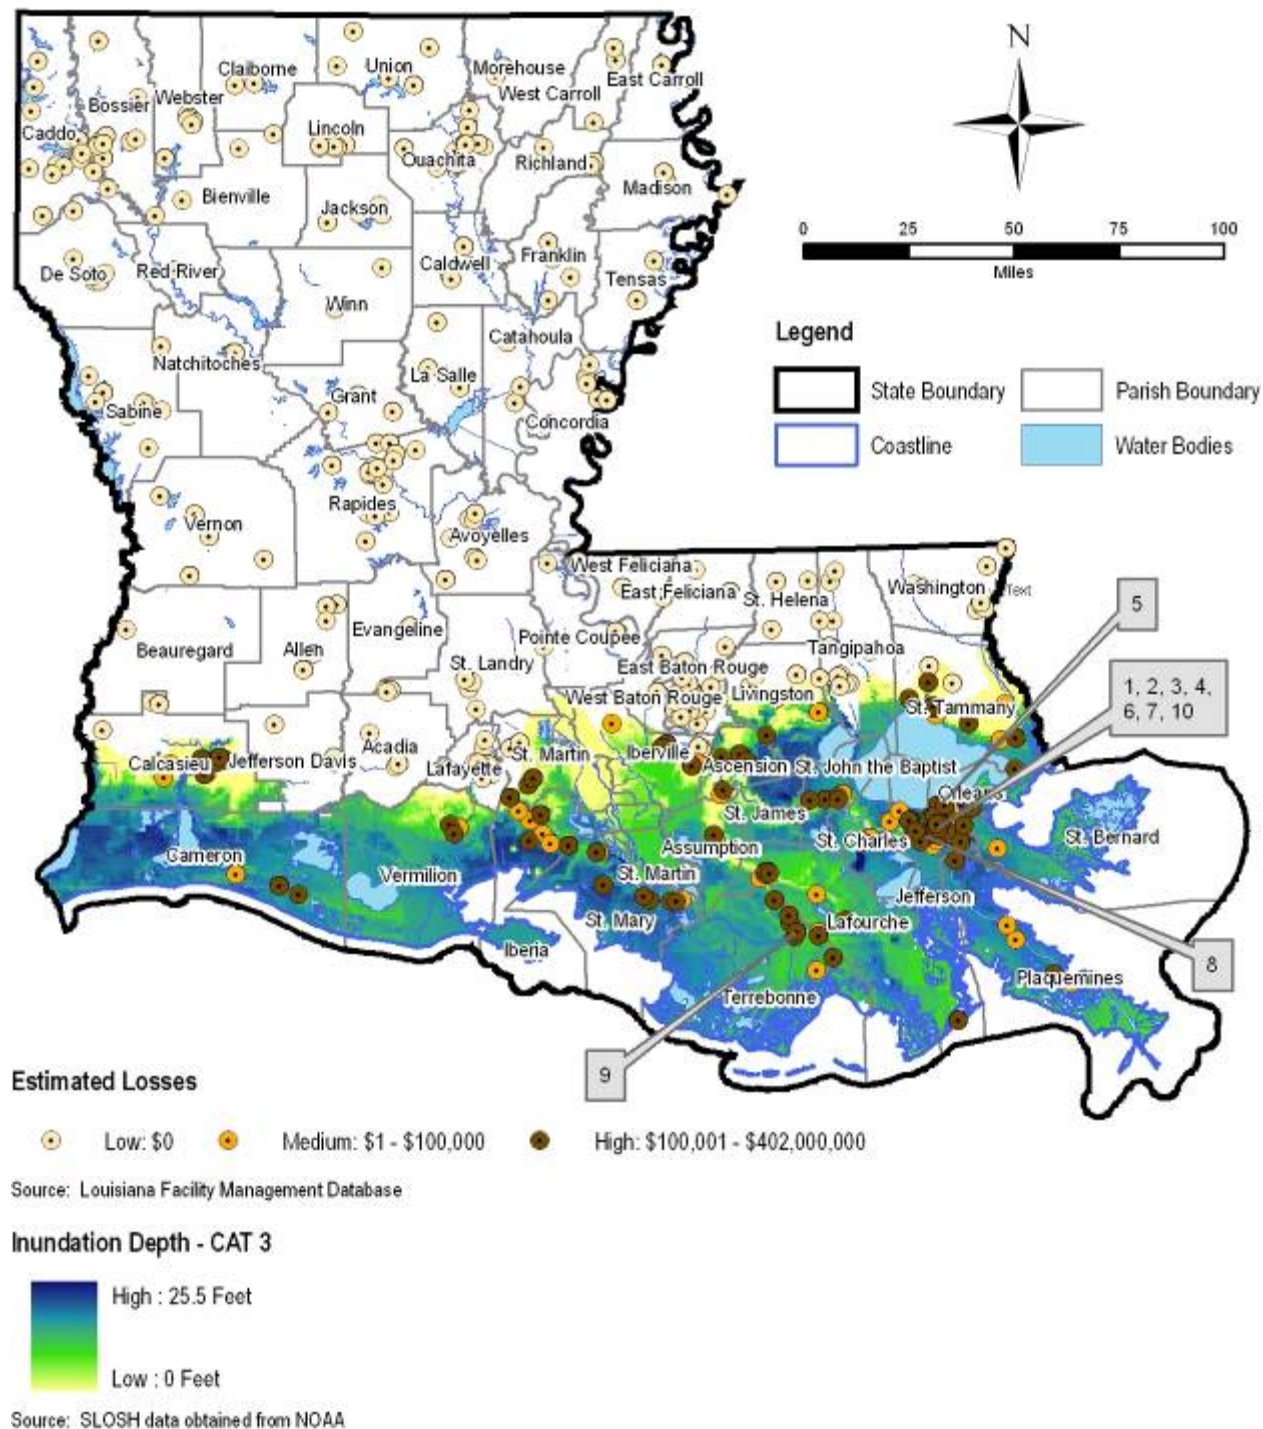 N
0 25 50 75 100
Miles
Claiborne
Union
Morehouse
West Carroll
East Carroll
Bossier
Webster
Caddo
Lincoln
Ouachita
Richland
Madison
Bienville
Jackson
De Soto
Red River
Caldwell
Franklin
Tensas
Winn
Catahoula
Natchitoches
La Salle
Sabine
Grant
Concordia
Rapides
Vernon
Avoyelles
Legend
State Boundary
Parish Boundary
Coastline
Water Bodies
West Feliciana
East Feliciana
St. Helena
Washington
Text
5
Beauregard
Allen
Evangeline
Pointe Coupee
Tangipahoa
St. Landry
East Baton Rouge
West Baton Rouge
Livingston
St. Tammany
1, 2, 3, 4,
6, 7, 10
Calcasieu
Jefferson Davis
Acadia
Lafayette
St. Martin
Iberville
Ascension
St. John the Baptist
Orleans
St. James
St. Charles
St. Bernard
Assumption
Cameron
Vermilion
St. Martin
Jefferson
St. Mary
Lafourche
Iberia
8
Plaquemines
Terrebonne
9
Estimated Losses
Low: $0
Medium: $1 - $100,000
High: $100,001 - $402,000,000
Source: Louisiana Facility Management Database
Inundation Depth - CAT 3
High : 25.5 Feet
Low : 0 Feet
Source: SLOSH data obtained from NOAA